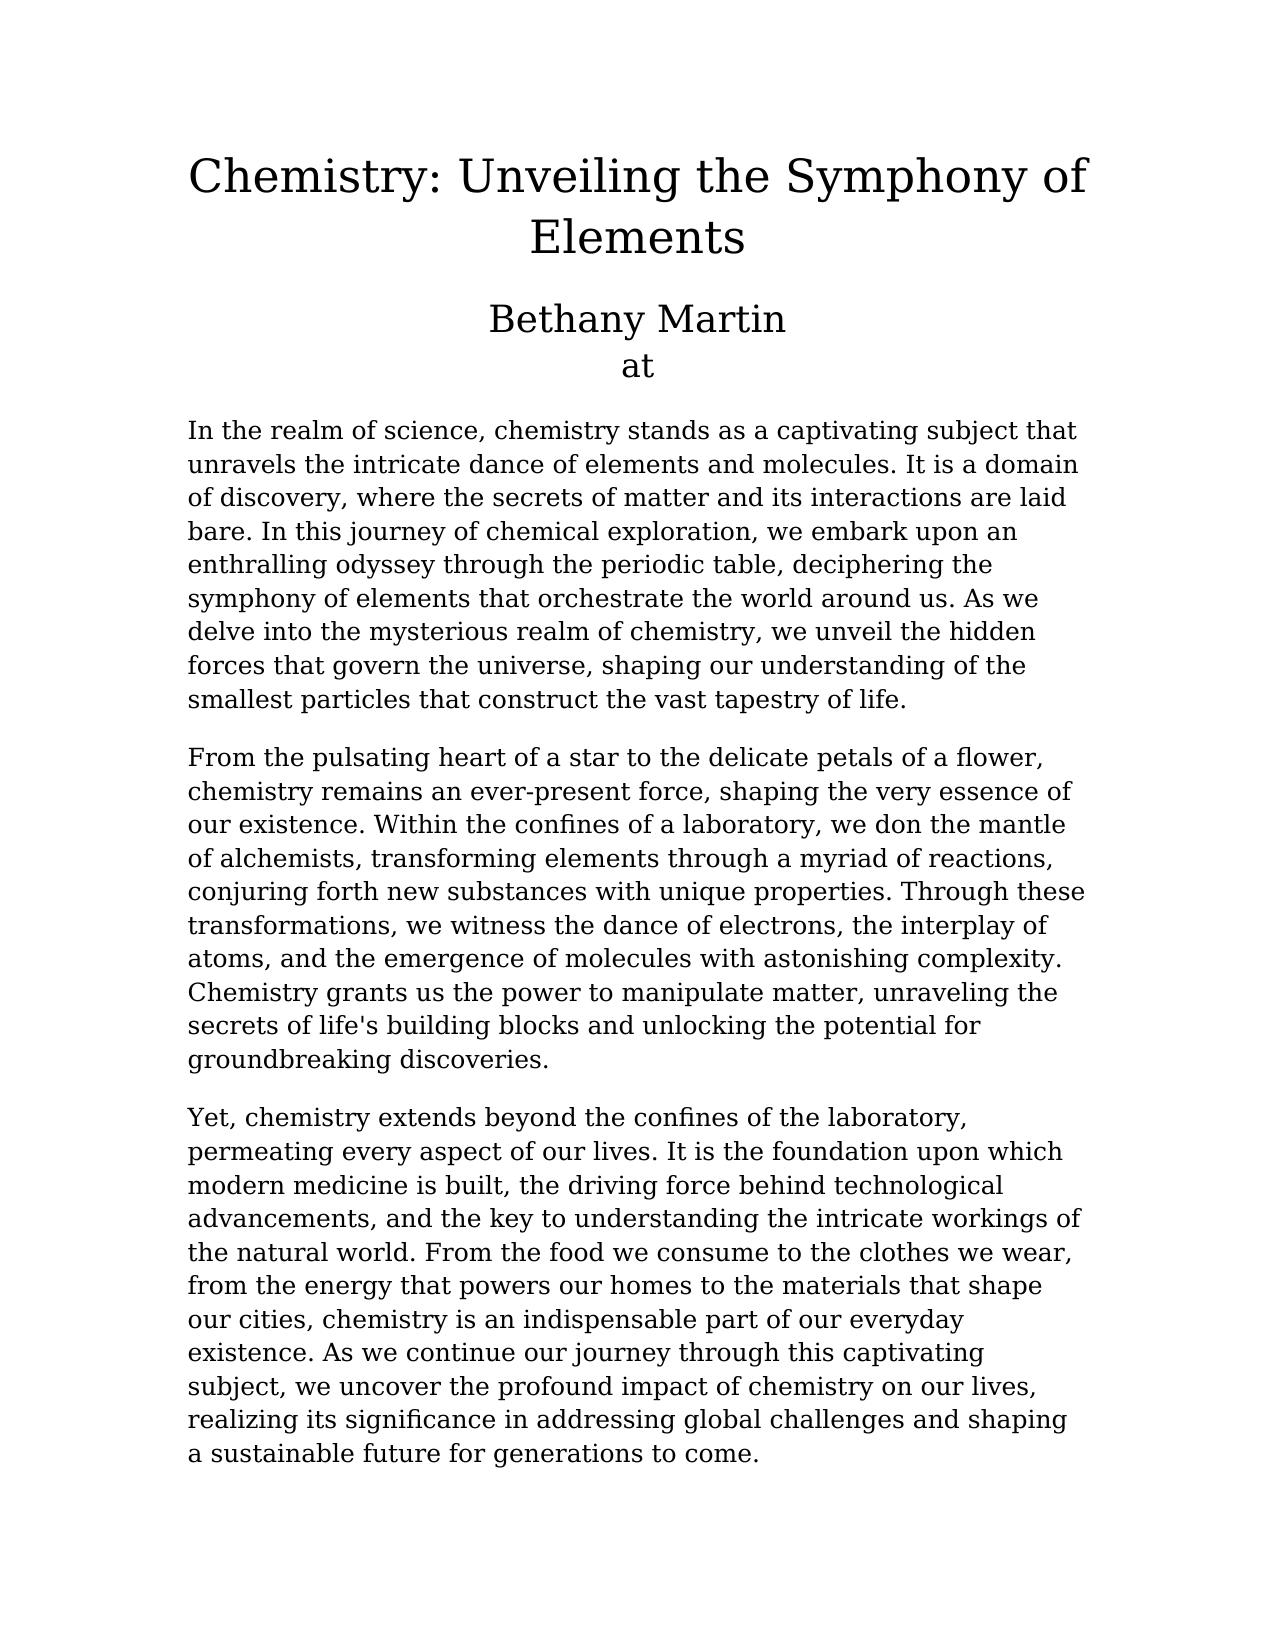 Chemistry: Unveiling the Symphony of
Elements
Bethany Martin
at
In the realm of science, chemistry stands as a captivating subject that
unravels the intricate dance of elements and molecules. It is a domain
of discovery, where the secrets of matter and its interactions are laid
bare. In this journey of chemical exploration, we embark upon an
enthralling odyssey through the periodic table, deciphering the
symphony of elements that orchestrate the world around us. As we
delve into the mysterious realm of chemistry, we unveil the hidden
forces that govern the universe, shaping our understanding of the
smallest particles that construct the vast tapestry of life.
From the pulsating heart of a star to the delicate petals of a flower,
chemistry remains an ever-present force, shaping the very essence of
our existence. Within the confines of a laboratory, we don the mantle
of alchemists, transforming elements through a myriad of reactions,
conjuring forth new substances with unique properties. Through these
transformations, we witness the dance of electrons, the interplay of
atoms, and the emergence of molecules with astonishing complexity.
Chemistry grants us the power to manipulate matter, unraveling the
secrets of life's building blocks and unlocking the potential for
groundbreaking discoveries.
Yet, chemistry extends beyond the confines of the laboratory,
permeating every aspect of our lives. It is the foundation upon which
modern medicine is built, the driving force behind technological
advancements, and the key to understanding the intricate workings of
the natural world. From the food we consume to the clothes we wear,
from the energy that powers our homes to the materials that shape
our cities, chemistry is an indispensable part of our everyday
existence. As we continue our journey through this captivating
subject, we uncover the profound impact of chemistry on our lives,
realizing its significance in addressing global challenges and shaping
a sustainable future for generations to come.